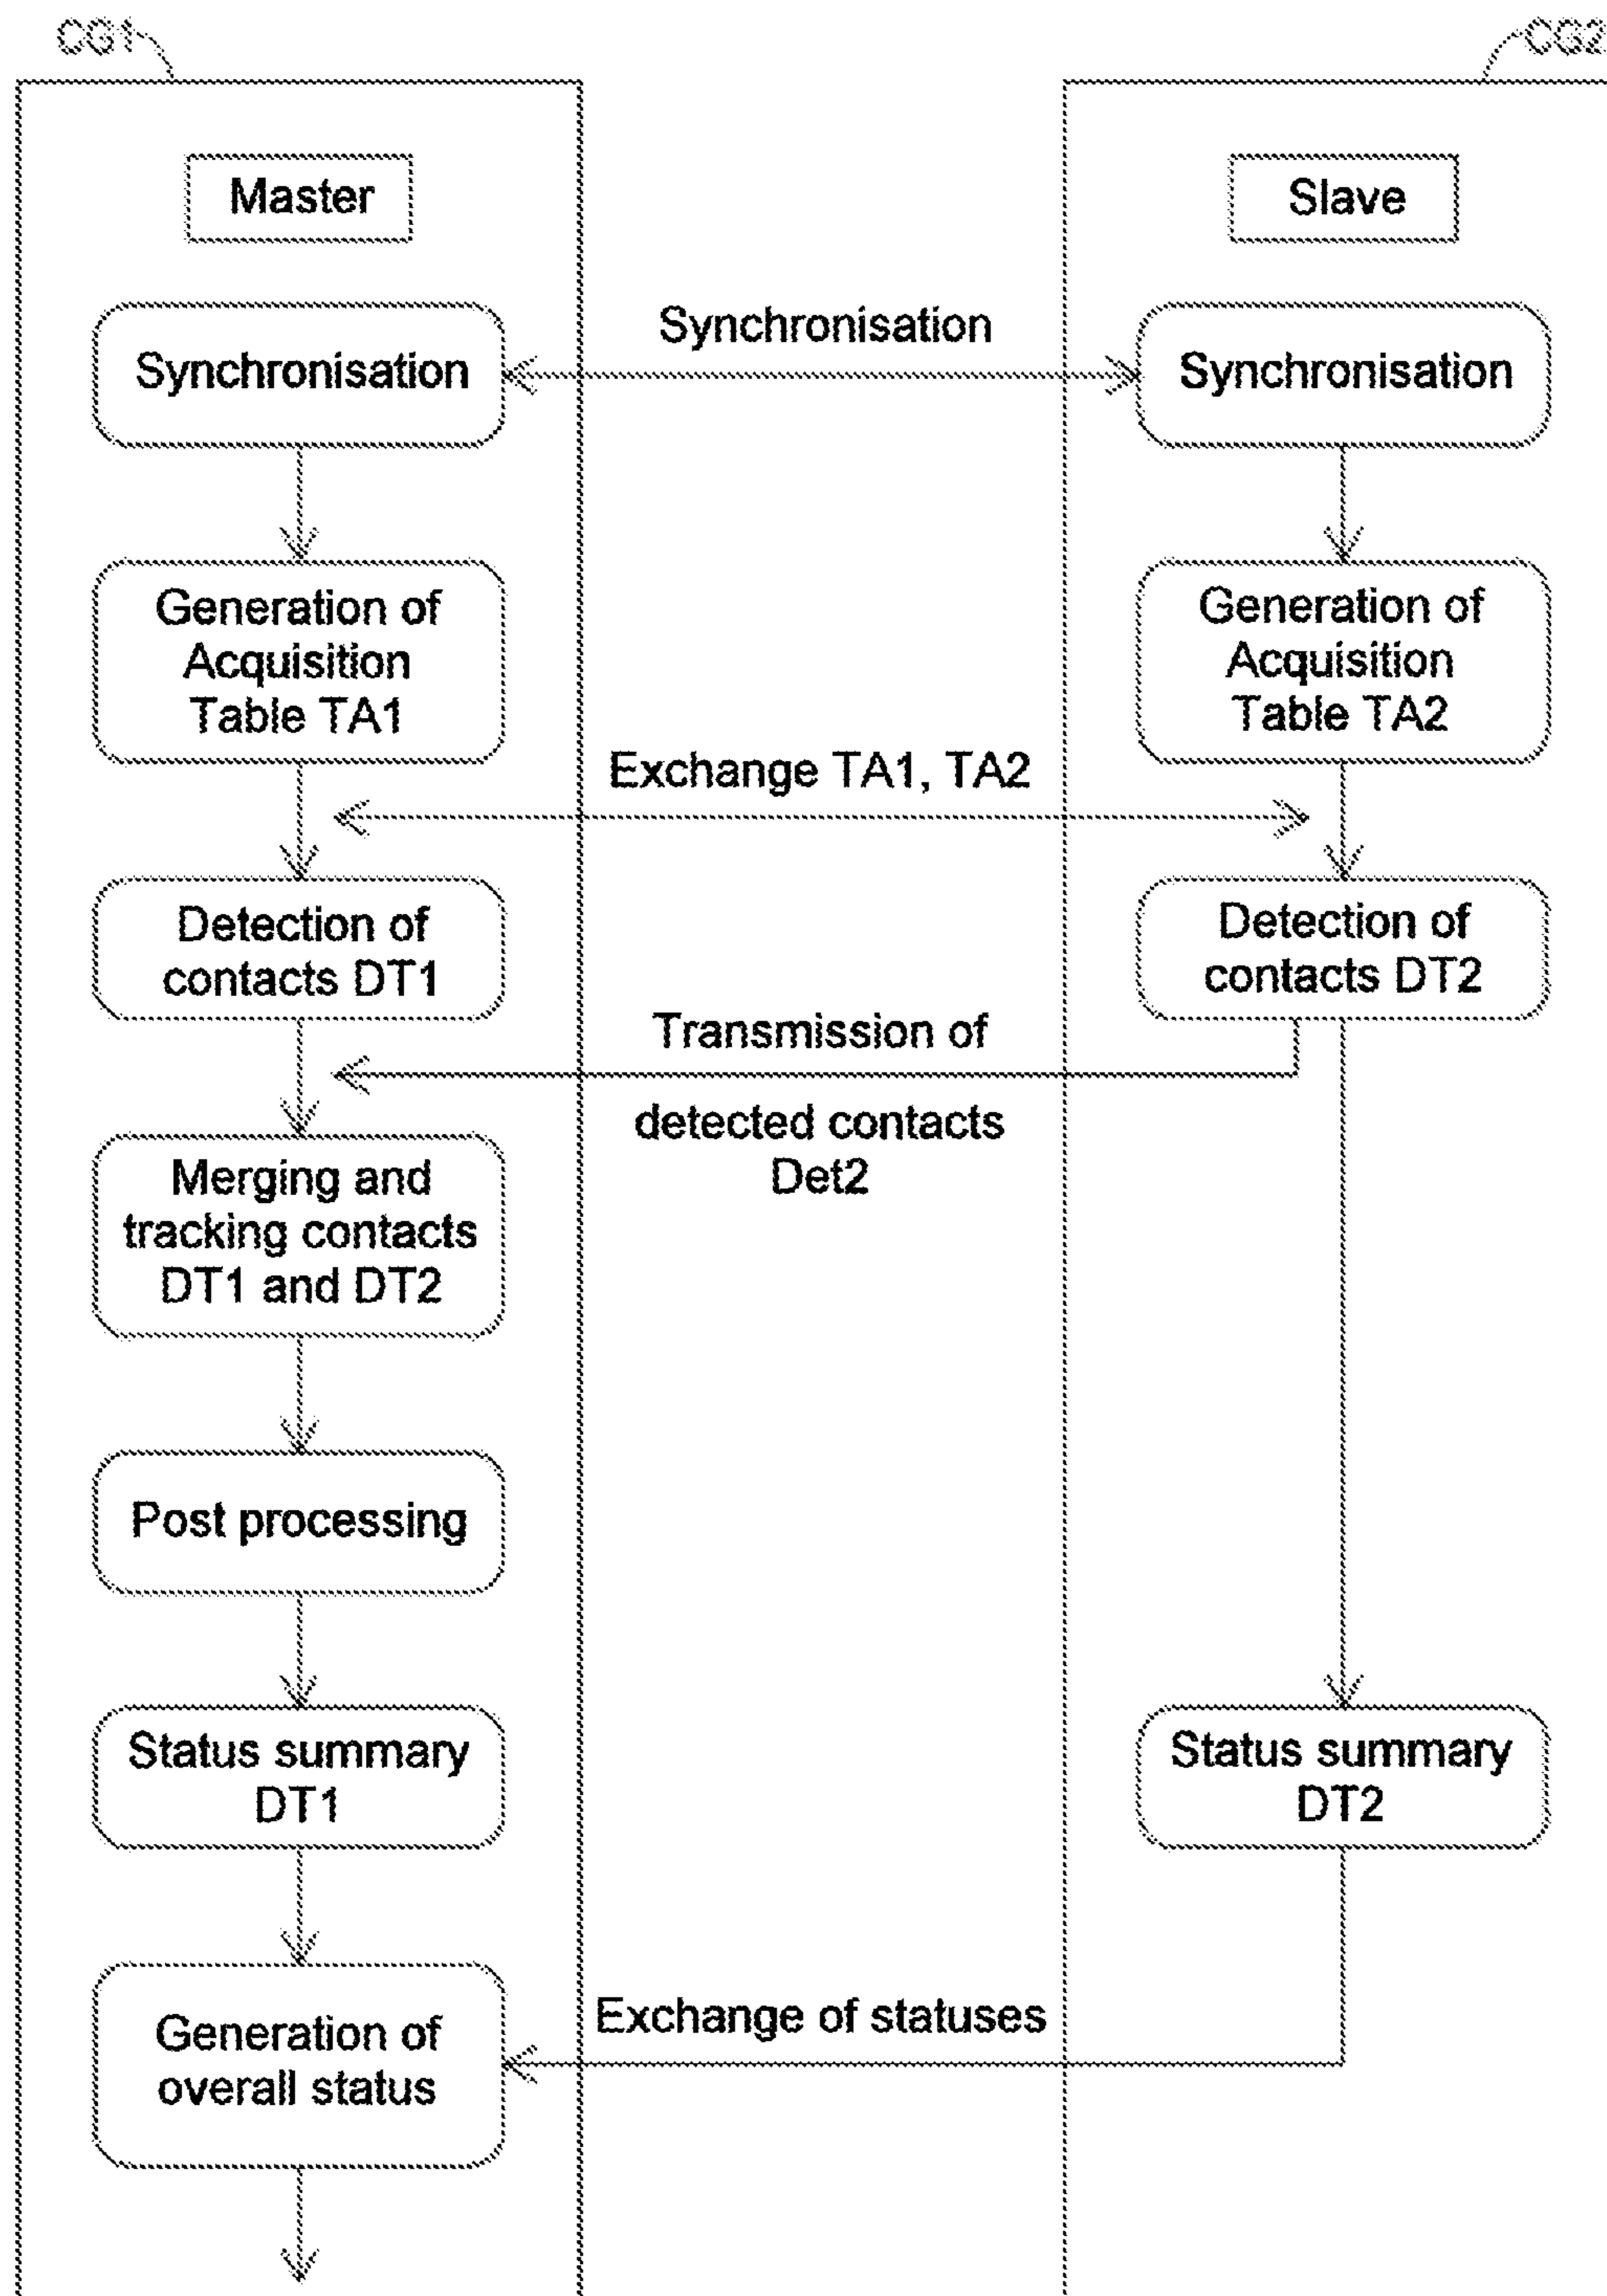 CG1
CG2
Master
Slave
Synchronisation
Synchronisation
Synchronisation
Generation of
Acquisition
Table TA1
Generation of
Acquisition
Table TA2
Exchange TA1, TA2
Detection of
contacts DT1
Detection of
contacts DT2
Transmission of
detected contacts
Det2
Merging and
tracking contacts
DT1 and DT2
Post processing
Status summary
DT1
Status summary
DT2
Exchange of statuses
Generation of
overall status